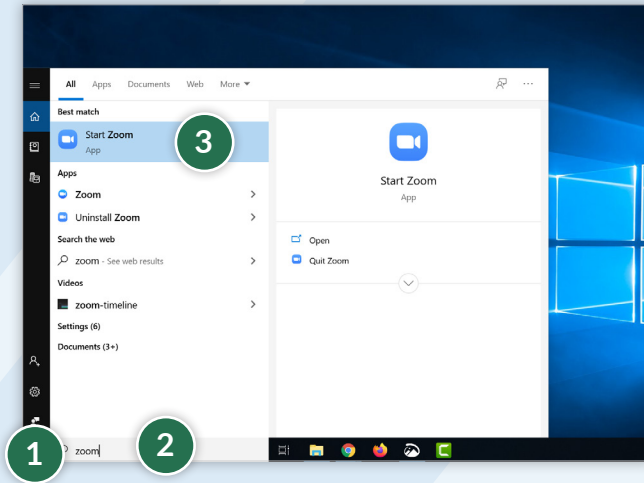 All Apps Documents Web More
Best match
Start Zoom
App
3
Apps
Zoom
Uninstall Zoom
Search the web
zoom - See web results
Videos
zoom-timeline
Settings (6)
Documents (3+)
Start Zoom
App
Open
Quit Zoom
1
zoom
2